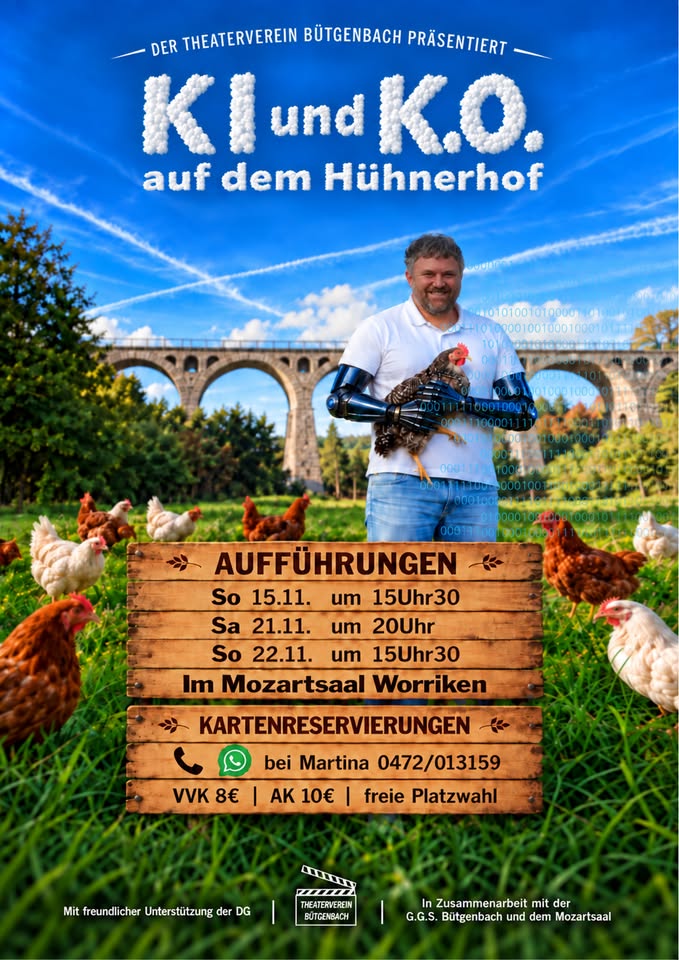 DER THEATERVEREIN BÜTGENBACH PRÄSENTIERT
KI und K.O.
auf dem Hühnerhof
AUFFÜHRUNGEN
So 15.11. um 15Uhr30
Sa 21.11. um 20Uhr
So 22.11. um 15Uhr30
Im Mozartsaal Worriken
KARTENRESERVIERUNGEN
bei Martina 0472/013159
VVK 8€ | AK 10€ | freie Platzwahl
Mit freundlicher Unterstützung der DG
THEATERVEREIN
BÜTGENBACH
In Zusammenarbeit mit der
G.G.S. Bütgenbach und dem Mozartsaal